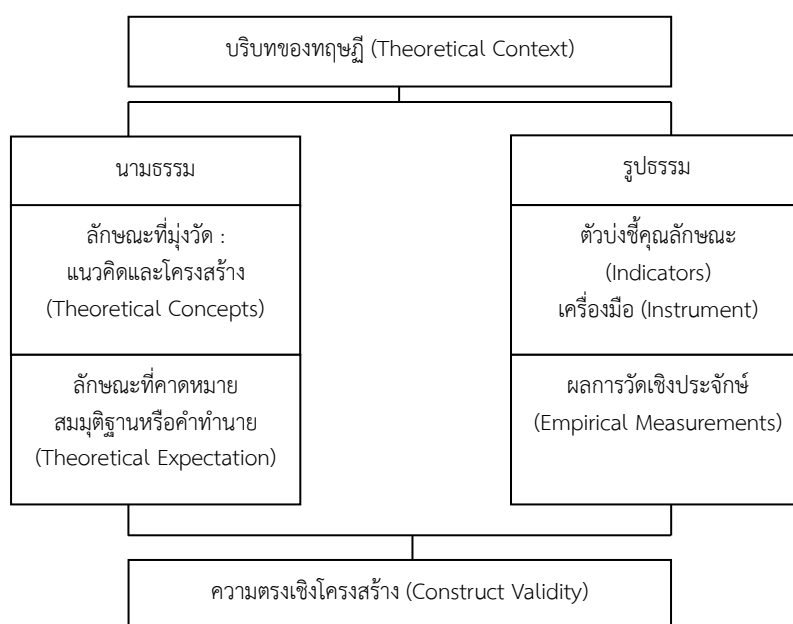 บริบทของทฤษฏี (Theoretical Context)
นามธรรม
ลักษณะที่มุ่งวัด :
แนวคิดและโครงสร้าง
(Theoretical Concepts)
ลักษณะที่คาดหมาย
สมมุติฐานหรือคำทำนาย
(Theoretical Expectation)
รูปธรรม
ตัวบ่งชี้คุณลักษณะ
(Indicators)
เครื่องมือ (Instrument)
ผลการวัดเชิงประจักษ์
(Empirical Measurements)
ความตรงเชิงโครงสร้าง (Construct Validity)